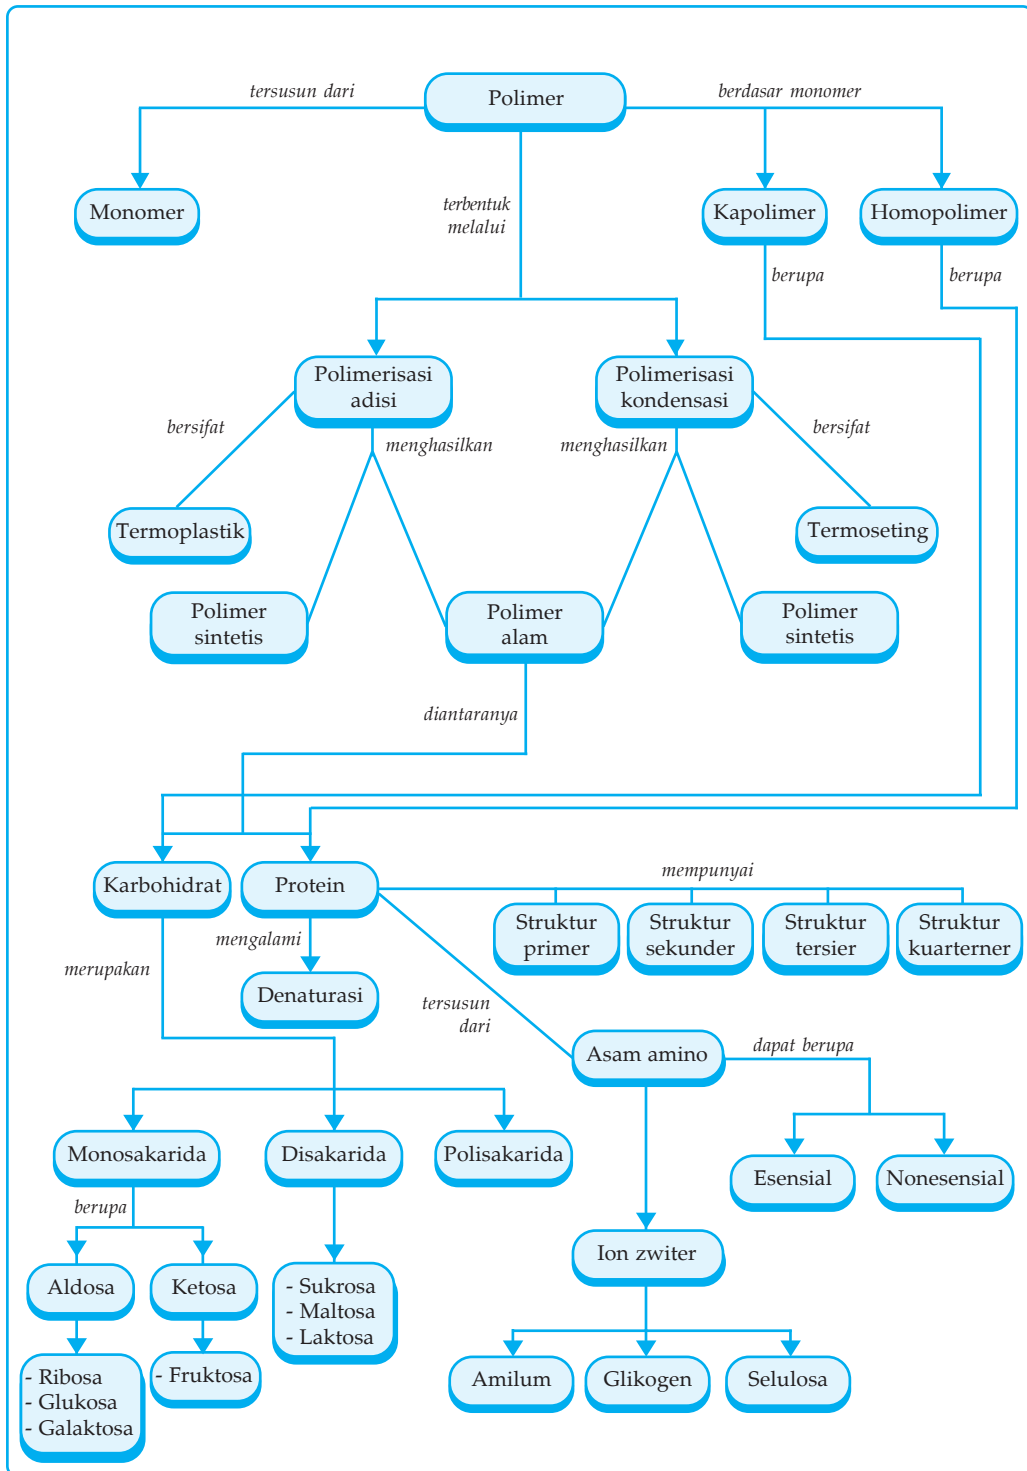 Polimer
tersusun dari
berdasar monomer
Monomer
terbentuk
melalui
Kapolimer
Homopolimer
berupa
berupa
Polimerisasi
adisi
Polimerisasi
kondensasi
bersifat
menghasilkan
menghasilkan
bersifat
Termoplastik
Termoseting
Polimer
sintetis
Polimer
alam
Polimer
sintetis
diantaranya
Karbohidrat
Protein
mempunyai
Struktur
primer
Struktur
sekunder
Struktur
tersier
Struktur
kuarterner
mengalami
merupakan
Denaturasi
tersusun
dari
Asam amino
dapat berupa
Monosakarida
Disakarida
Polisakarida
Esensial
Nonesensial
berupa
Ion zwiter
Aldosa
Ketosa
- Sukrosa
- Maltosa
- Laktosa
- Ribosa
- Glukosa
- Galaktosa
- Fruktosa
Amilum
Glikogen
Selulosa